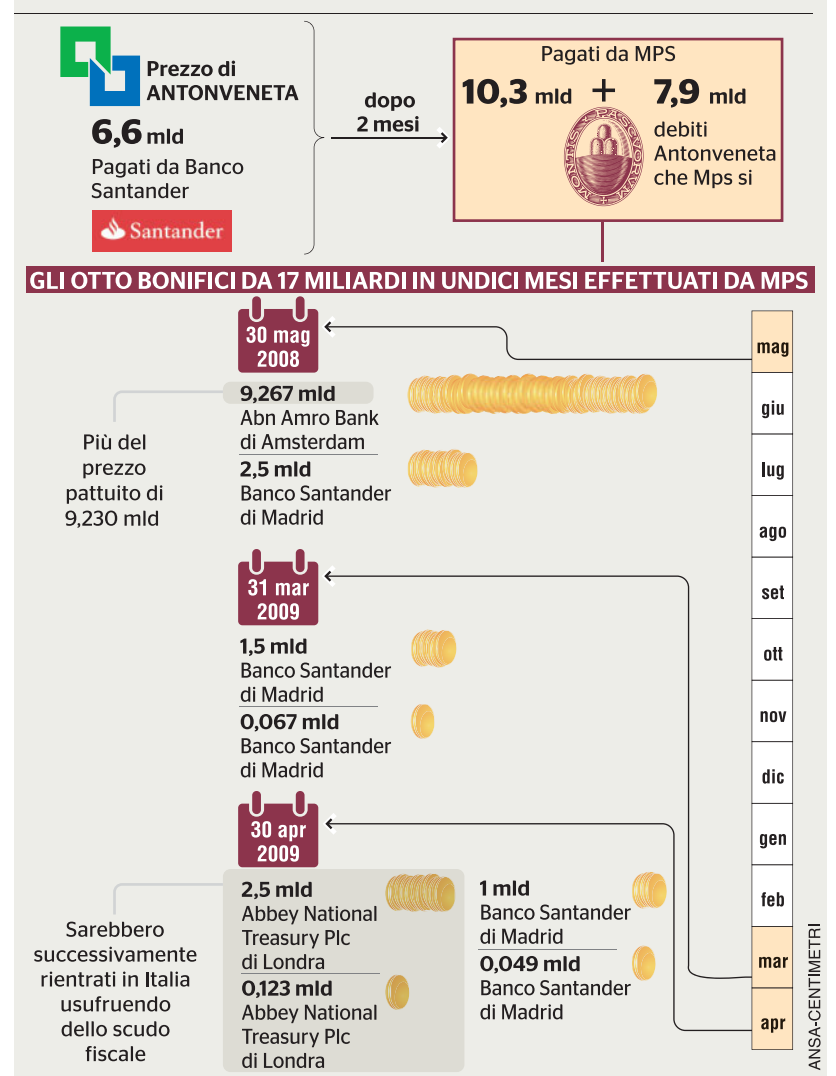 Prezzo di
ANTONVENETA
6,6 mld
Pagati da Banco
Santander
Santander
dopo
2 mesi
Pagati da MPS
10,3 mld + 7,9 mld
debiti
Antonveneta
che Mps si
MONTIS PASCVORUM
GLI OTTO BONIFICI DA 17 MILIARDI IN UNDICI MESI EFFETTUATI DA MPS
30 mag
2008
9,267 mld
Abn Amro Bank
di Amsterdam
2,5 mld
Banco Santander
di Madrid
Più del
prezzo
pattuito di
9,230 mld
31 mar
2009
1,5 mld
Banco Santander
di Madrid
0,067 mld
Banco Santander
di Madrid
30 apr
2009
2,5 mld
Abbey National
Treasury Plc
di Londra
0,123 mld
Abbey National
Treasury Plc
di Londra
1 mld
Banco Santander
di Madrid
0,049 mld
Banco Santander
di Madrid
Sarebbero
successivamente
rientrati in Italia
usufruendo
dello scudo
fiscale
mag
giu
lug
ago
set
ott
nov
dic
gen
feb
mar
apr
ANSA-CENTIMETRI